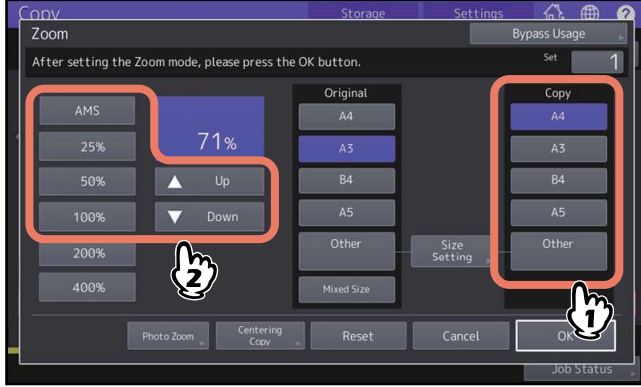 Copy
Storage
Settings
?
Zoom
Bypass Usage
After setting the Zoom mode, please press the OK button.
Set
1
AMS
25%
50%
100%
200%
400%
71%
Up
Down
Original
A4
A3
B4
A5
Other
Mixed Size
Size
Setting
Copy
A4
A3
B4
A5
Other
2
1
Photo Zoom
Centering
Copy
Reset
Cancel
OK
Job Status